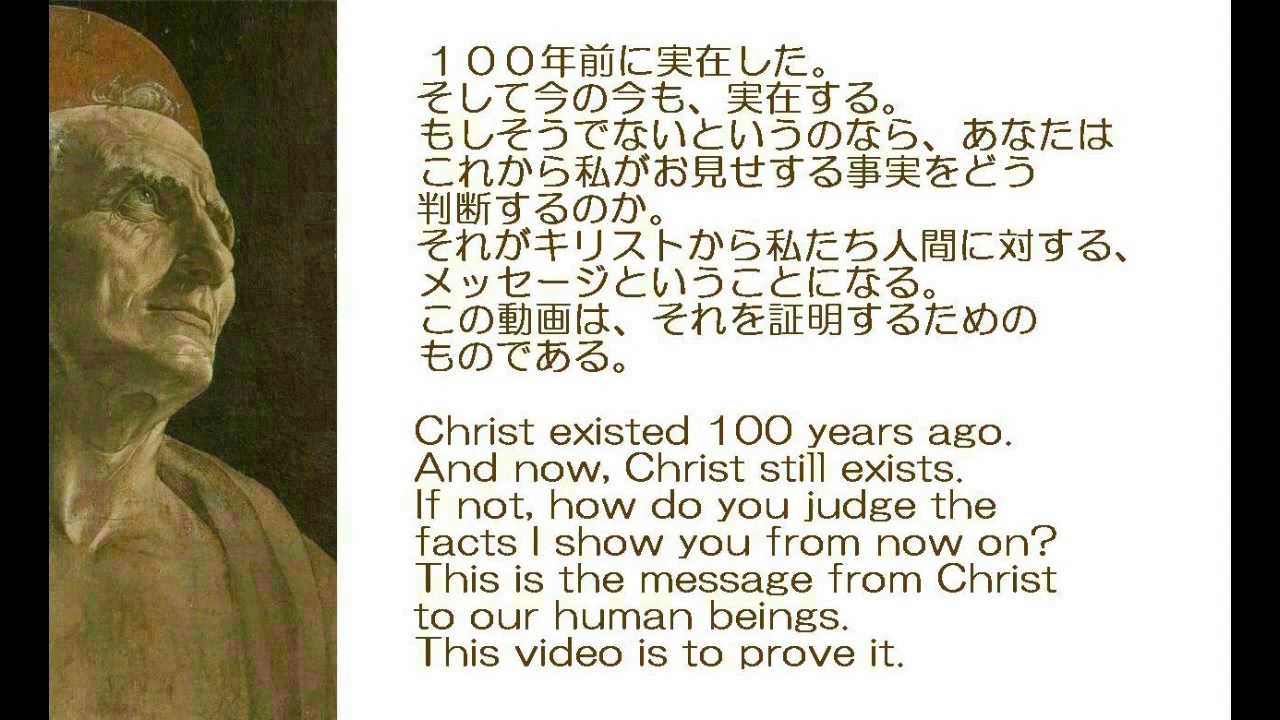 １００年前に実在した。
そして今の今も、実在する。
もしそうでないというのなら、あなたは
これから私がお見せする事実をどう
判断するのか。
それがキリストから私たち人間に対する、
メッセージということになる。
この動画は、それを証明するための
ものである。
Christ existed 100 years ago.
And now, Christ still exists.
If not, how do you judge the
facts I show you from now on?
This is the message from Christ
to our human beings.
This video is to prove it.